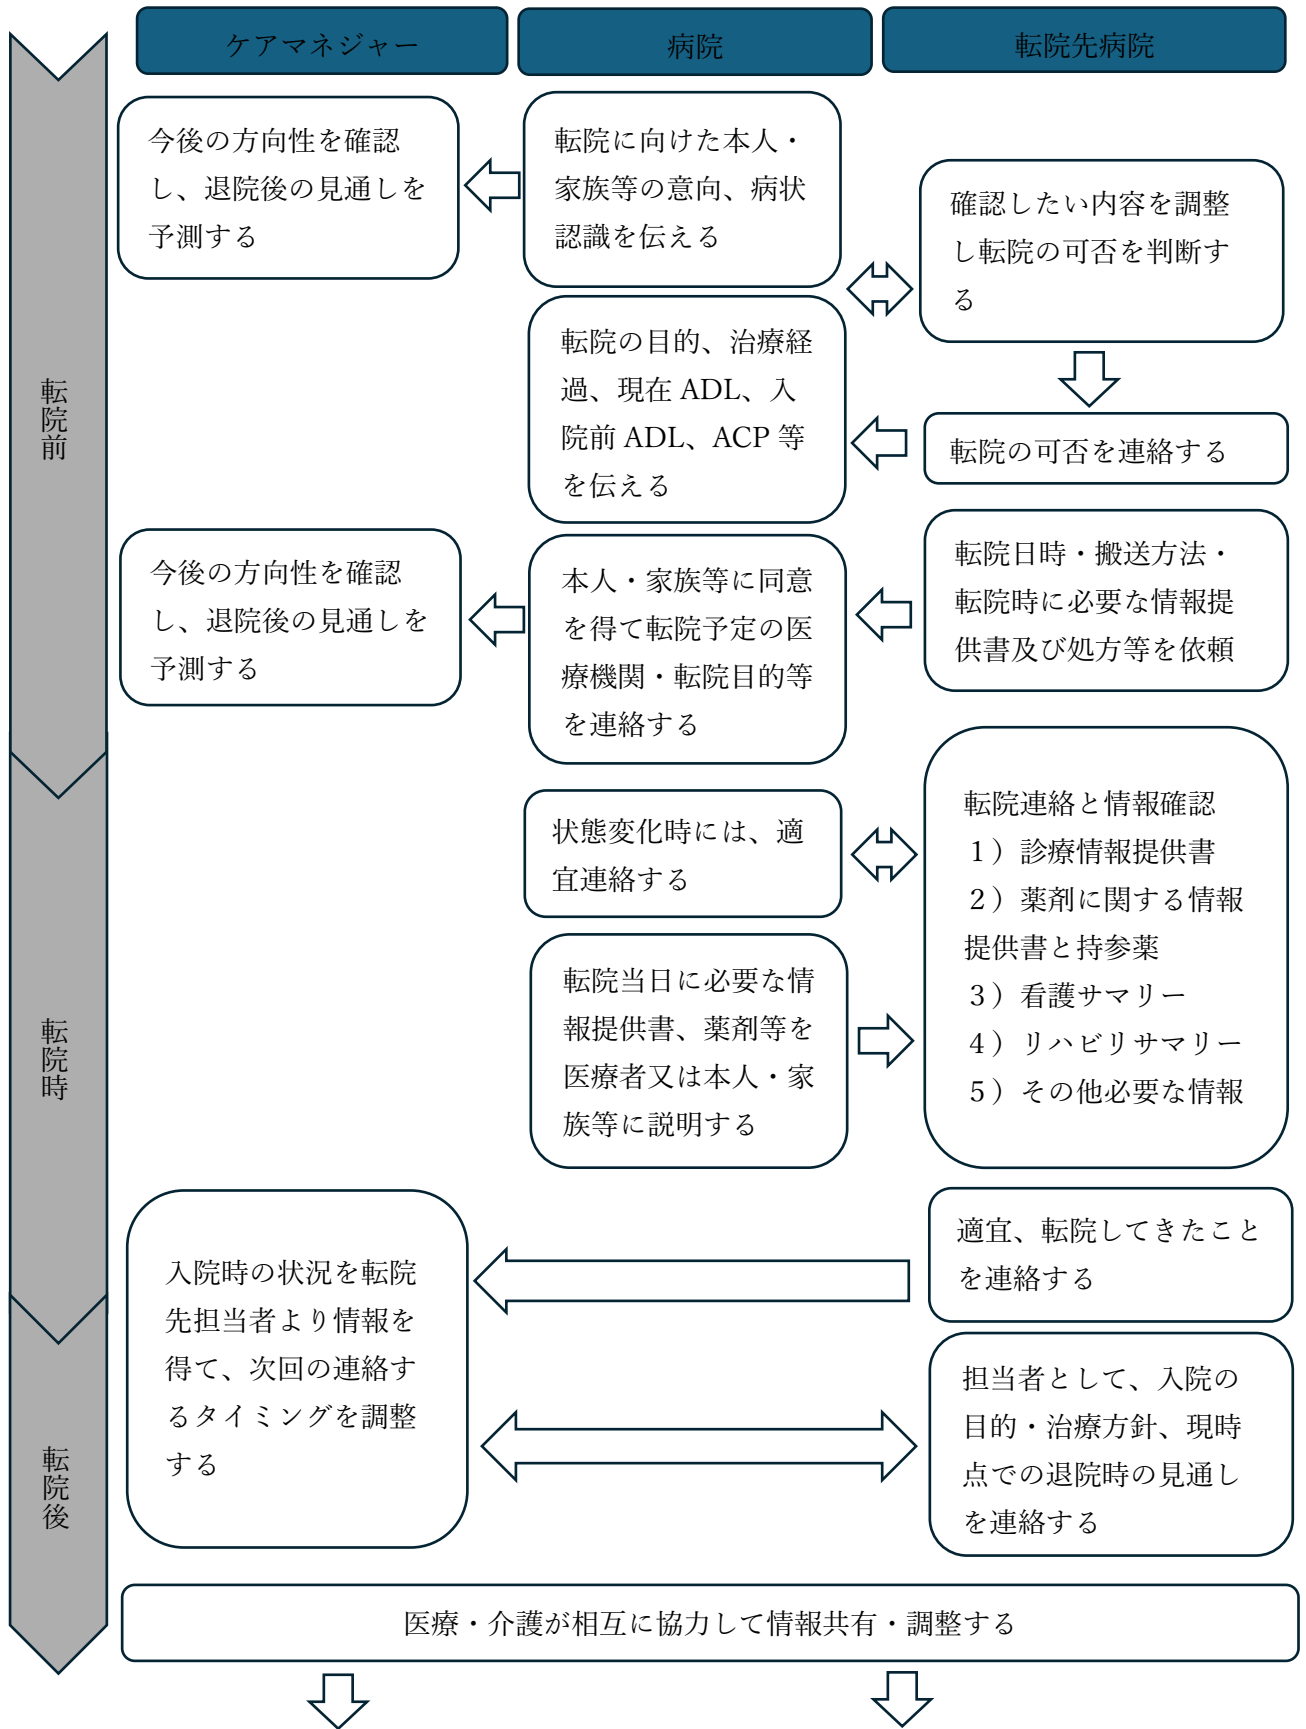 ケアマネジャー
病院
転院先病院
転院前
今後の方向性を確認
し、退院後の見通しを
予測する
転院に向けた本人・
家族等の意向、病状
認識を伝える
確認したい内容を調整
し転院の可否を判断す
る
転院の目的、治療経
過、現在 ADL、入
院前 ADL、ACP 等
を伝える
転院の可否を連絡する
今後の方向性を確認
し、退院後の見通しを
予測する
本人・家族等に同意
を得て転院予定の医
療機関・転院目的等
を連絡する
転院日時・搬送方法・
転院時に必要な情報提
供書及び処方等を依頼
転院時
状態変化時には、適
宜連絡する
転院連絡と情報確認
１）診療情報提供書
２）薬剤に関する情報
提供書と持参薬
３）看護サマリー
４）リハビリサマリー
５）その他必要な情報
転院当日に必要な情
報提供書、薬剤等を
医療者又は本人・家
族等に説明する
適宜、転院してきたこと
を連絡する
転院後
入院時の状況を転院
先担当者より情報を
得て、次回の連絡す
るタイミングを調整
する
担当者として、入院の
目的・治療方針、現時
点での退院時の見通し
を連絡する
医療・介護が相互に協力して情報共有・調整する